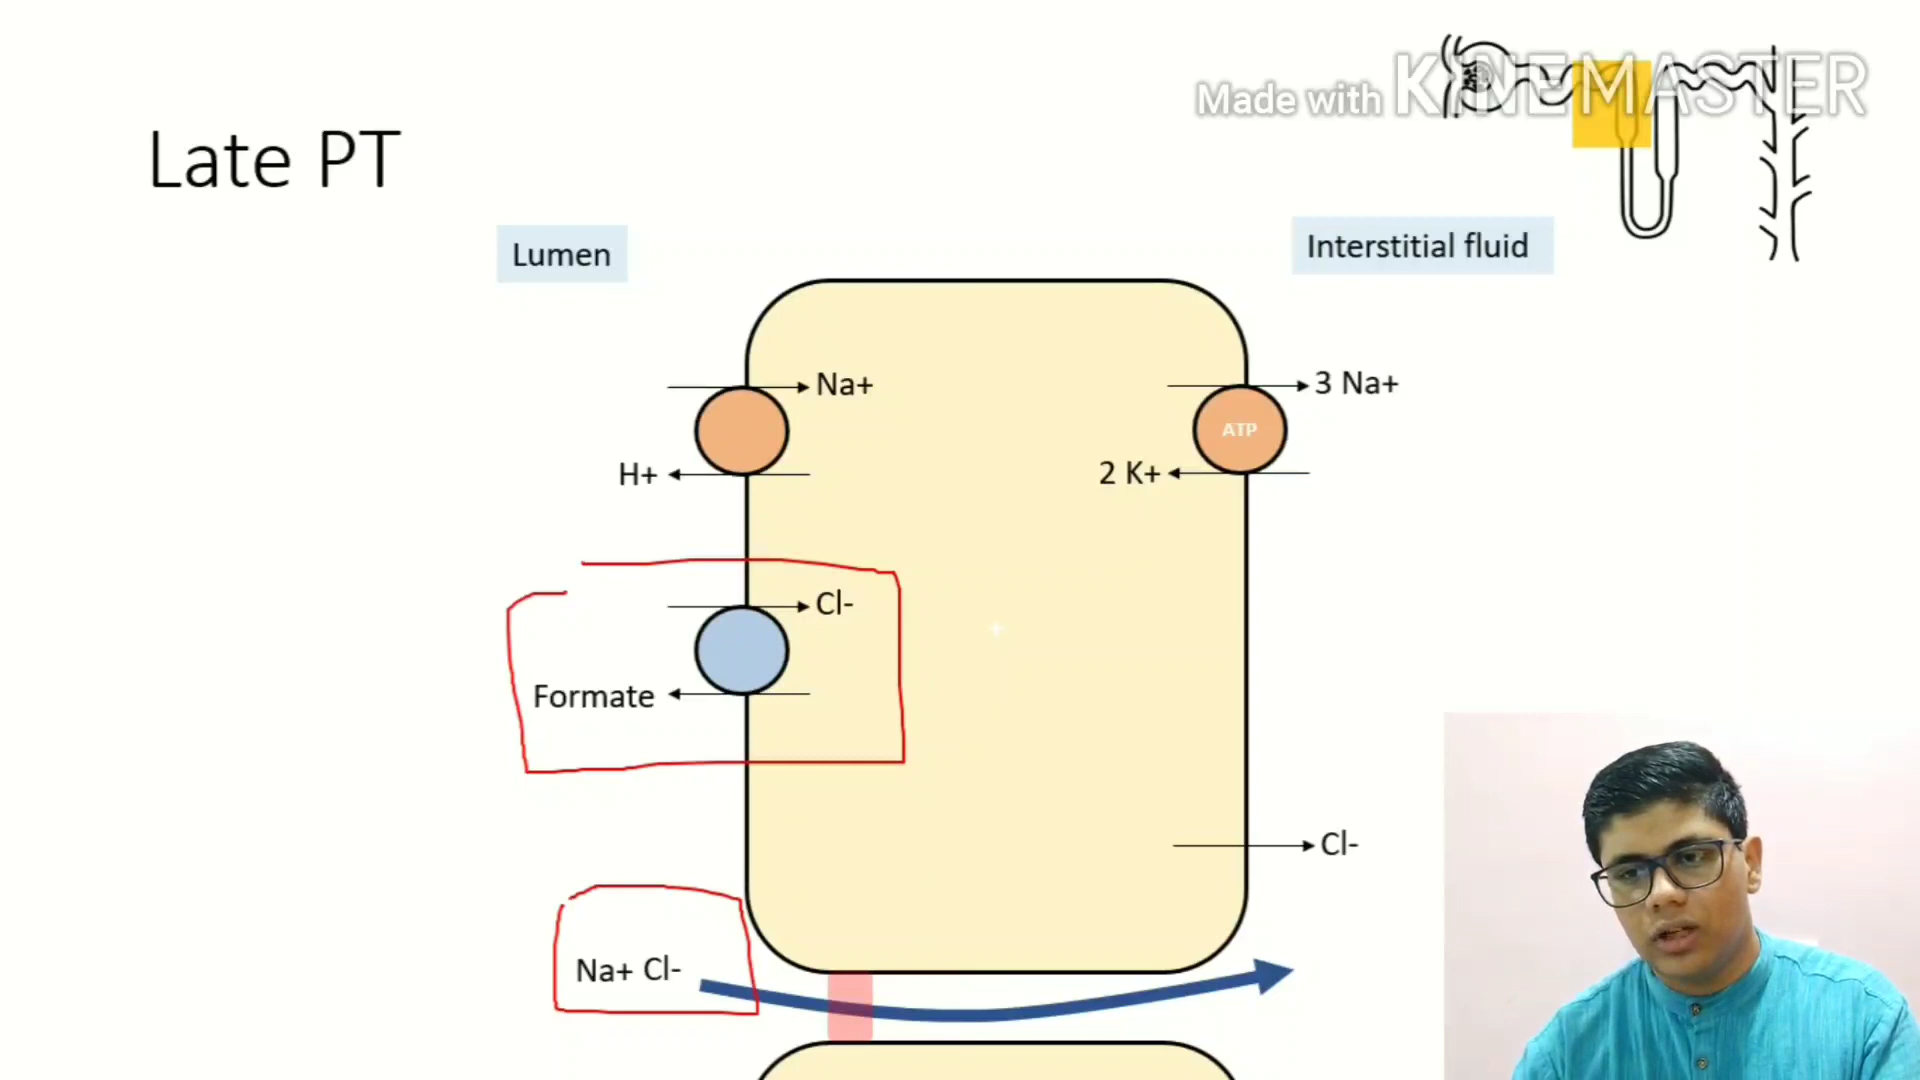 Made with KINEMASTER
Late PT
Lumen
Interstitial fluid
Na+
3 Na+
ATP
H+
2 K+
Cl-
Formate
Cl-
Na+ Cl-